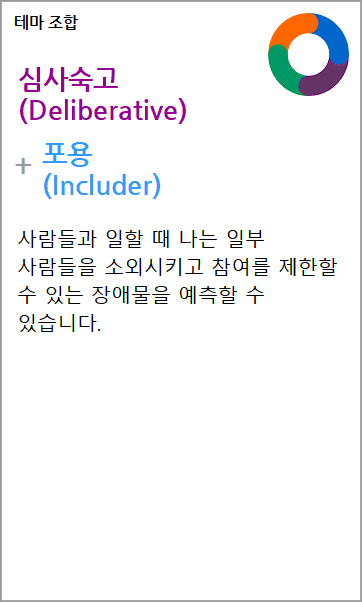 테마 조합
심사숙고
(Deliberative)
+ 포용
(Includer)
사람들과 일할 때 나는 일부
사람들을 소외시키고 참여를 제한할
수 있는 장애물을 예측할 수
있습니다.